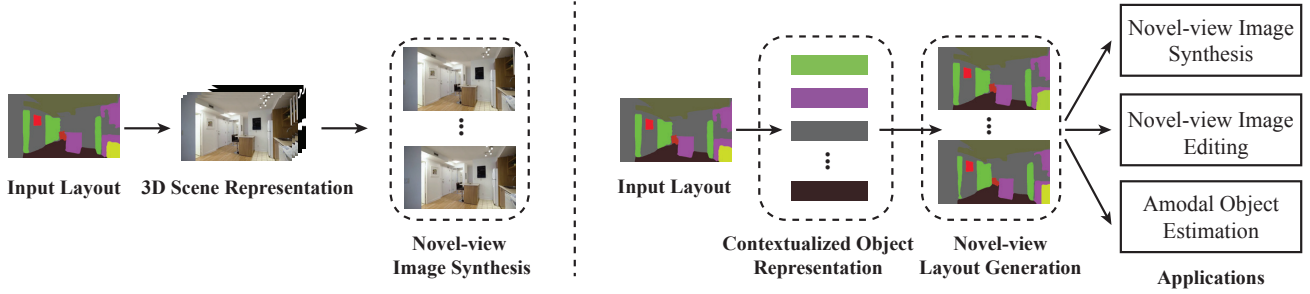 Input Layout
3D Scene Representation
Novel-view
Image Synthesis
Input Layout
Contextualized Object
Representation
Novel-view
Layout Generation
Novel-view Image
Synthesis
Novel-view Image
Editing
Amodal Object
Estimation
Applications